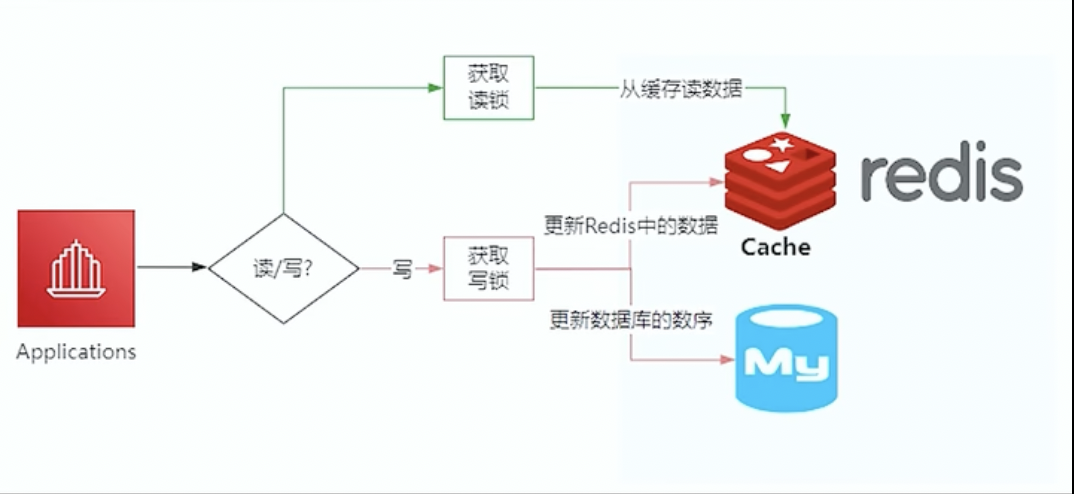 获取
读锁
从缓存读数据
redis
更新Redis中的数据
Cache
读/写?
写
获取
写锁
更新数据库的数序
My
Applications